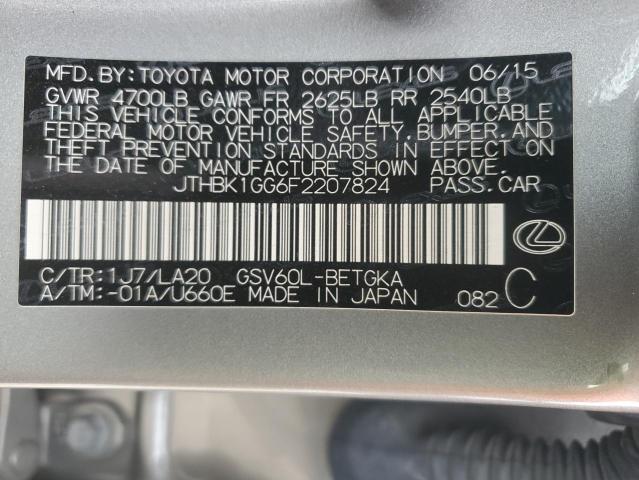 MFD.BY:TOYOTA MOTOR CORPORATION 06/15
GVWR 4700LB GAWR FR 2625LB RR 2540LB
THIS VEHICLE CONFORMS TO ALL APPLICABLE
FEDERAL MOTOR VEHICLE SAFETY,BUMPER,AND
THEFT PREVENTION STANDARDS IN EFFECT ON
THE DATE OF MANUFACTURE SHOWN ABOVE.
JTHBK1GG6F2207824 PASS.CAR
C/TR:1J7/LA20 GSV60L-BETGKA
A/TM:-01A/U660E MADE IN JAPAN 082 C